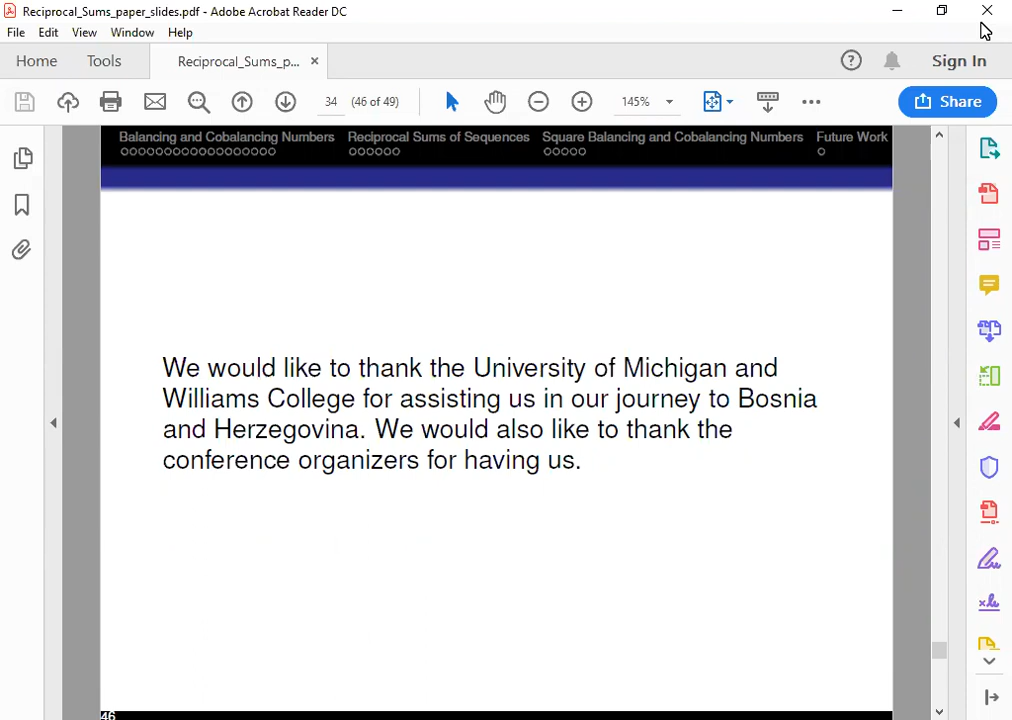 Reciprocal_Sums_paper_slides.pdf - Adobe Acrobat Reader DC
File Edit View Window Help
Home Tools Reciprocal_Sums_p... × Sign In
34 (46 of 49) 145% Share
Balancing and Cobalancing Numbers Reciprocal Sums of Sequences Square Balancing and Cobalancing Numbers Future Work
We would like to thank the University of Michigan and
Williams College for assisting us in our journey to Bosnia
and Herzegovina. We would also like to thank the
conference organizers for having us.
46